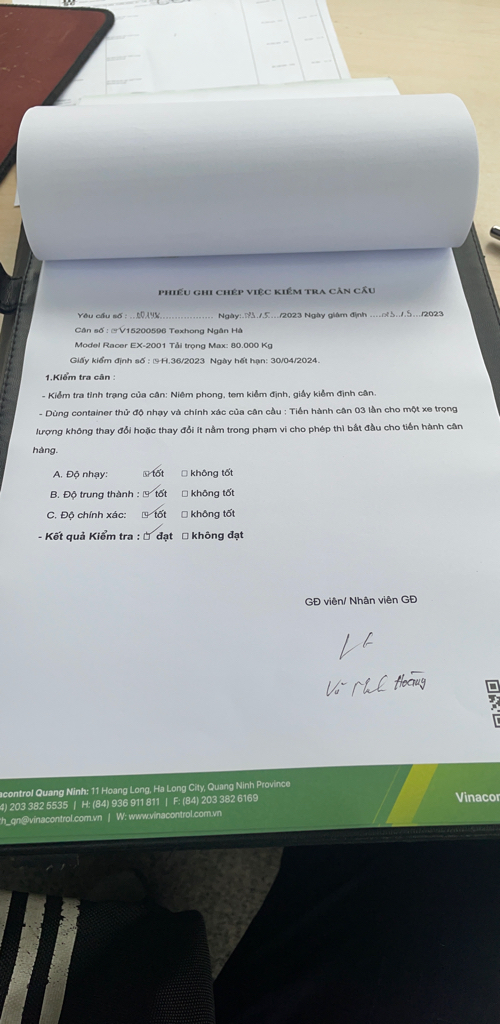 PHIẾU GHI CHÉP VIỆC KIỂM TRA CÂN CẨU
Yêu cầu số : ..................... Ngày: ..../5.../2023 Ngày giám định ......./..5..../2023
Cân số : ☑V15200596 Texhong Ngân Hà
Model Racer EX-2001 Tải trọng Max: 80.000 Kg
Giấy kiểm định số : ☑H.36/2023 Ngày hết hạn: 30/04/2024.
1.Kiểm tra cân :
- Kiểm tra tình trạng của cân: Niêm phong, tem kiểm định, giấy kiểm định cân.
- Dùng container thử độ nhạy và chính xác của cân cẩu : Tiến hành cân 03 lần cho một xe trọng
lượng không thay đổi hoặc thay đổi ít nằm trong phạm vi cho phép thì bắt đầu cho tiến hành cân
hàng.
A. Độ nhạy: ☑ tốt ☐ không tốt
B. Độ trung thành : ☑ tốt ☐ không tốt
C. Độ chính xác: ☑ tốt ☐ không tốt
- Kết quả Kiểm tra : ☑ đạt ☐ không đạt
GĐ viên/ Nhân viên GĐ
Vũ Hoàng
acontrol Quang Ninh: 11 Hoang Long, Ha Long City, Quang Ninh Province
4) 203 382 5535 | H: (84) 936 911 811 | F: (84) 203 382 6169
h_qn@vinacontrol.com.vn | W: www.vinacontrol.com.vn
Vinacon